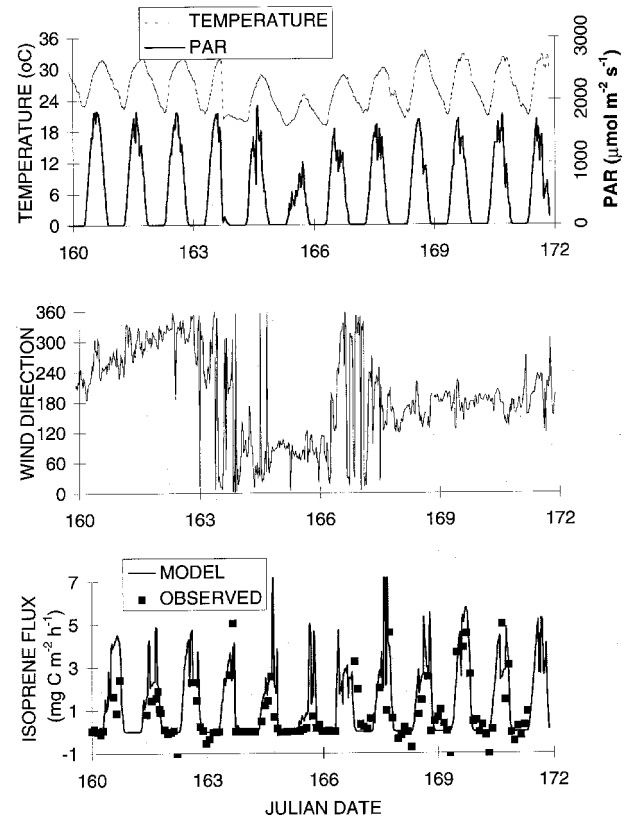 TEMPERATURE
PAR
TEMPERATURE (oC)
36
30
24
18
12
6
0
3000
2000
1000
0
PAR (μmol m-2 s-1)
160 163 166 169 172
WIND DIRECTION
360
300
240
180
120
60
0
160 163 166 169 172
MODEL
OBSERVED
ISOPRENE FLUX
(mg C m-2 h-1)
7
5
3
1
-1
160 163 166 169 172
JULIAN DATE